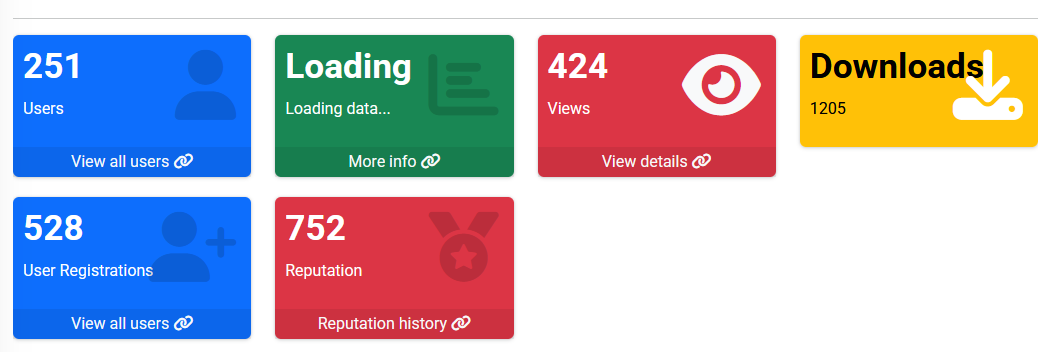 251
Users
View all users
Loading
Loading data...
More info
424
Views
View details
Downloads
1205
528
User Registrations
View all users
752
Reputation
Reputation history